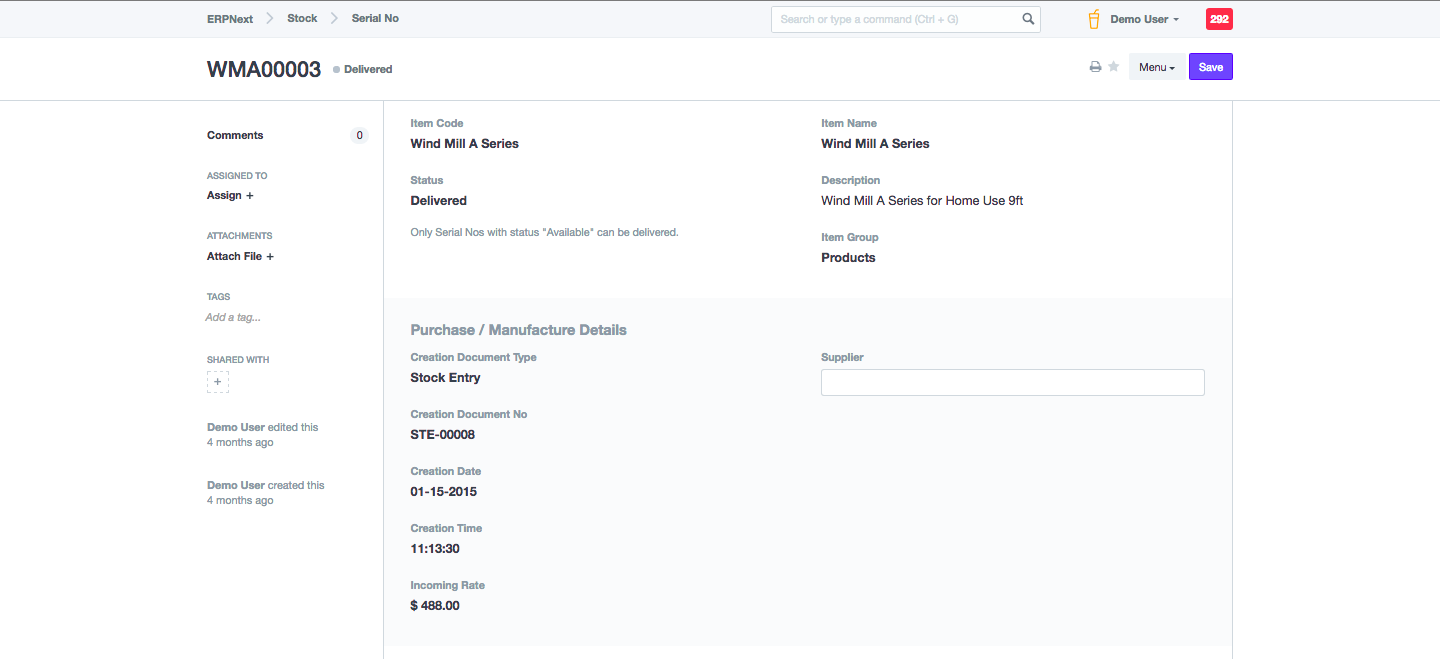 ERPNext Stock Serial No
Search or type a command (Ctrl + G)
Demo User
292
WMA00003 Delivered
Menu
Save
Comments 0
ASSIGNED TO
Assign +
ATTACHMENTS
Attach File +
TAGS
Add a tag...
SHARED WITH
+
Demo User edited this
4 months ago
Demo User created this
4 months ago
Item Code
Wind Mill A Series
Status
Delivered
Only Serial Nos with status "Available" can be delivered.
Item Name
Wind Mill A Series
Description
Wind Mill A Series for Home Use 9ft
Item Group
Products
Purchase / Manufacture Details
Creation Document Type
Stock Entry
Creation Document No
STE-00008
Creation Date
01-15-2015
Creation Time
11:13:30
Incoming Rate
$ 488.00
Supplier